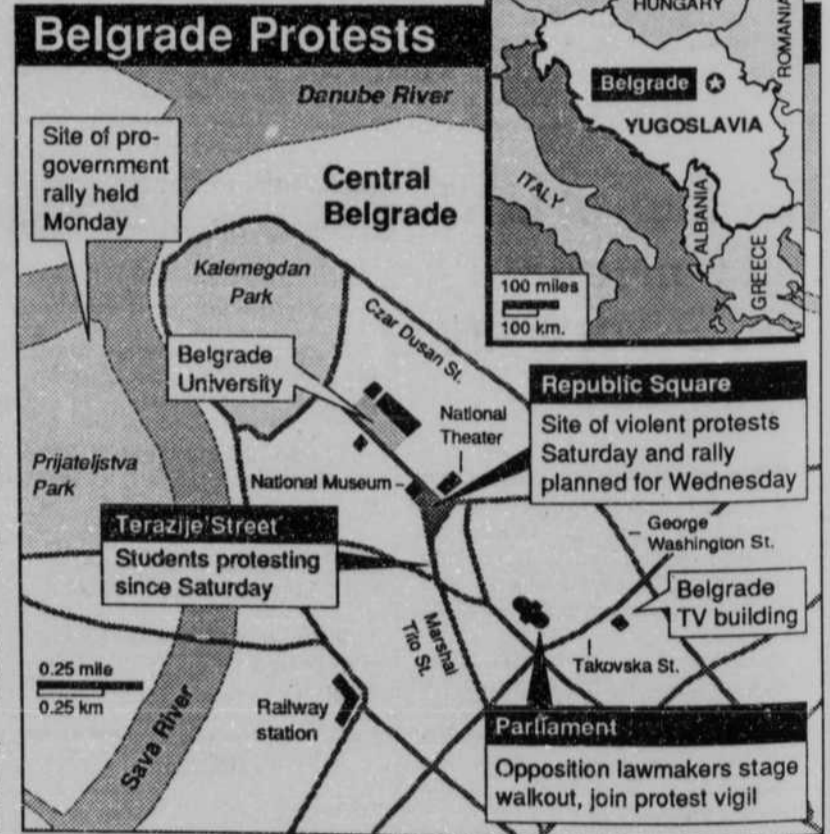 Belgrade Protests
HUNGARY
ROMANIA
Belgrade
YUGOSLAVIA
ITALY
ALBANIA
GREECE
100 miles
100 km.
Danube River
Site of pro-
government
rally held
Monday
Central
Belgrade
Kalemegdan
Park
Czar Dusan St.
Belgrade
University
National
Theater
Republic Square
Site of violent protests
Saturday and rally
planned for Wednesday
Prijateljstva
Park
National Museum
Terazije Street
Students protesting
since Saturday
George
Washington St.
Belgrade
TV building
Marshal
Tito St.
Takovska St.
0.25 mile
0.25 km
Railway
station
Sava River
Parliament
Opposition lawmakers stage
walkout, join protest vigil